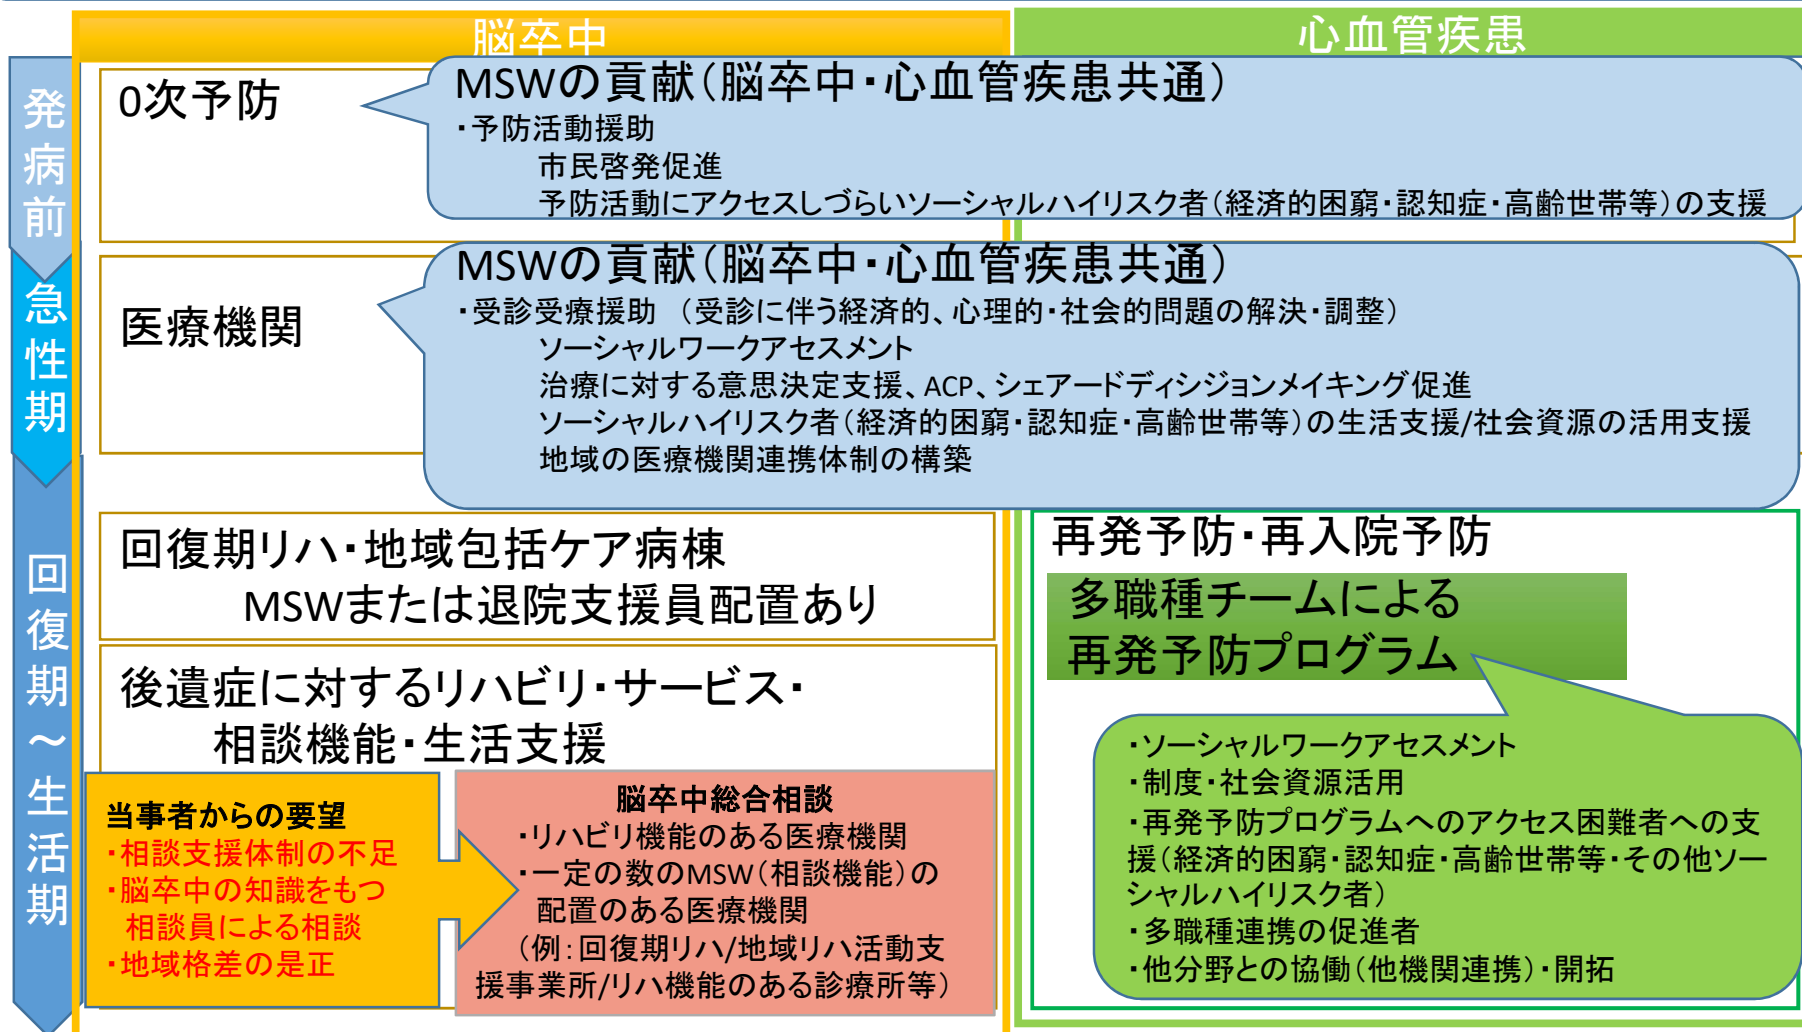 脳卒中
心血管疾患
発病前
0次予防
MSWの貢献(脳卒中・心血管疾患共通)
・予防活動援助
市民啓発促進
予防活動にアクセスしづらいソーシャルハイリスク者(経済的困窮・認知症・高齢世帯等)の支援
急性期
医療機関
MSWの貢献(脳卒中・心血管疾患共通)
・受診受療援助 (受診に伴う経済的、心理的・社会的問題の解決・調整)
ソーシャルワークアセスメント
治療に対する意思決定支援、ACP、シェアードディシジョンメイキング促進
ソーシャルハイリスク者(経済的困窮・認知症・高齢世帯等)の生活支援/社会資源の活用支援
地域の医療機関連携体制の構築
回復期～生活期
回復期リハ・地域包括ケア病棟
MSWまたは退院支援員配置あり
後遺症に対するリハビリ・サービス・
相談機能・生活支援
当事者からの要望
・相談支援体制の不足
・脳卒中の知識をもつ
相談員による相談
・地域格差の是正
脳卒中総合相談
・リハビリ機能のある医療機関
・一定の数のMSW(相談機能)の
配置のある医療機関
(例:回復期リハ/地域リハ活動支
援事業所/リハ機能のある診療所等)
再発予防・再入院予防
多職種チームによる
再発予防プログラム
・ソーシャルワークアセスメント
・制度・社会資源活用
・再発予防プログラムへのアクセス困難者への支
援(経済的困窮・認知症・高齢世帯等・その他ソー
シャルハイリスク者)
・多職種連携の促進者
・他分野との協働(他機関連携)・開拓